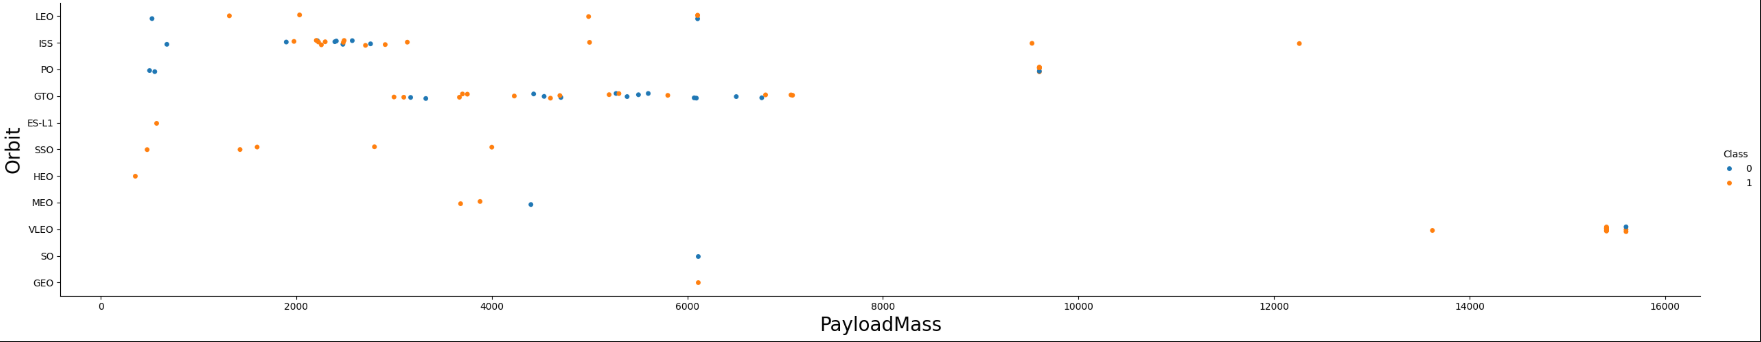 LEO
ISS
PO
GTO
ES-L1
SSO
HEO
MEO
VLEO
SO
GEO
Orbit
0 2000 4000 6000 8000 10000 12000 14000 16000
PayloadMass
Class
0
1